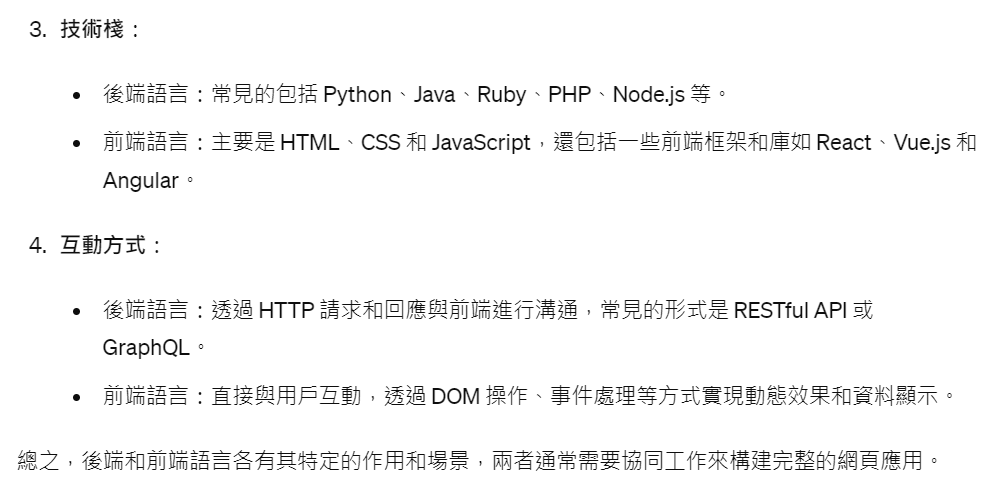 3. 技術棧：
• 後端語言：常見的包括 Python、Java、Ruby、PHP、Node.js 等。
• 前端語言：主要是 HTML、CSS 和 JavaScript，還包括一些前端框架和庫如 React、Vue.js 和
Angular。
4. 互動方式：
• 後端語言：透過 HTTP 請求和回應與前端進行溝通，常見的形式是 RESTful API 或
GraphQL。
• 前端語言：直接與用戶互動，透過 DOM 操作、事件處理等方式實現動態效果和資料顯示。
總之，後端和前端語言各有其特定的作用和場景，兩者通常需要協同工作來構建完整的網頁應用。